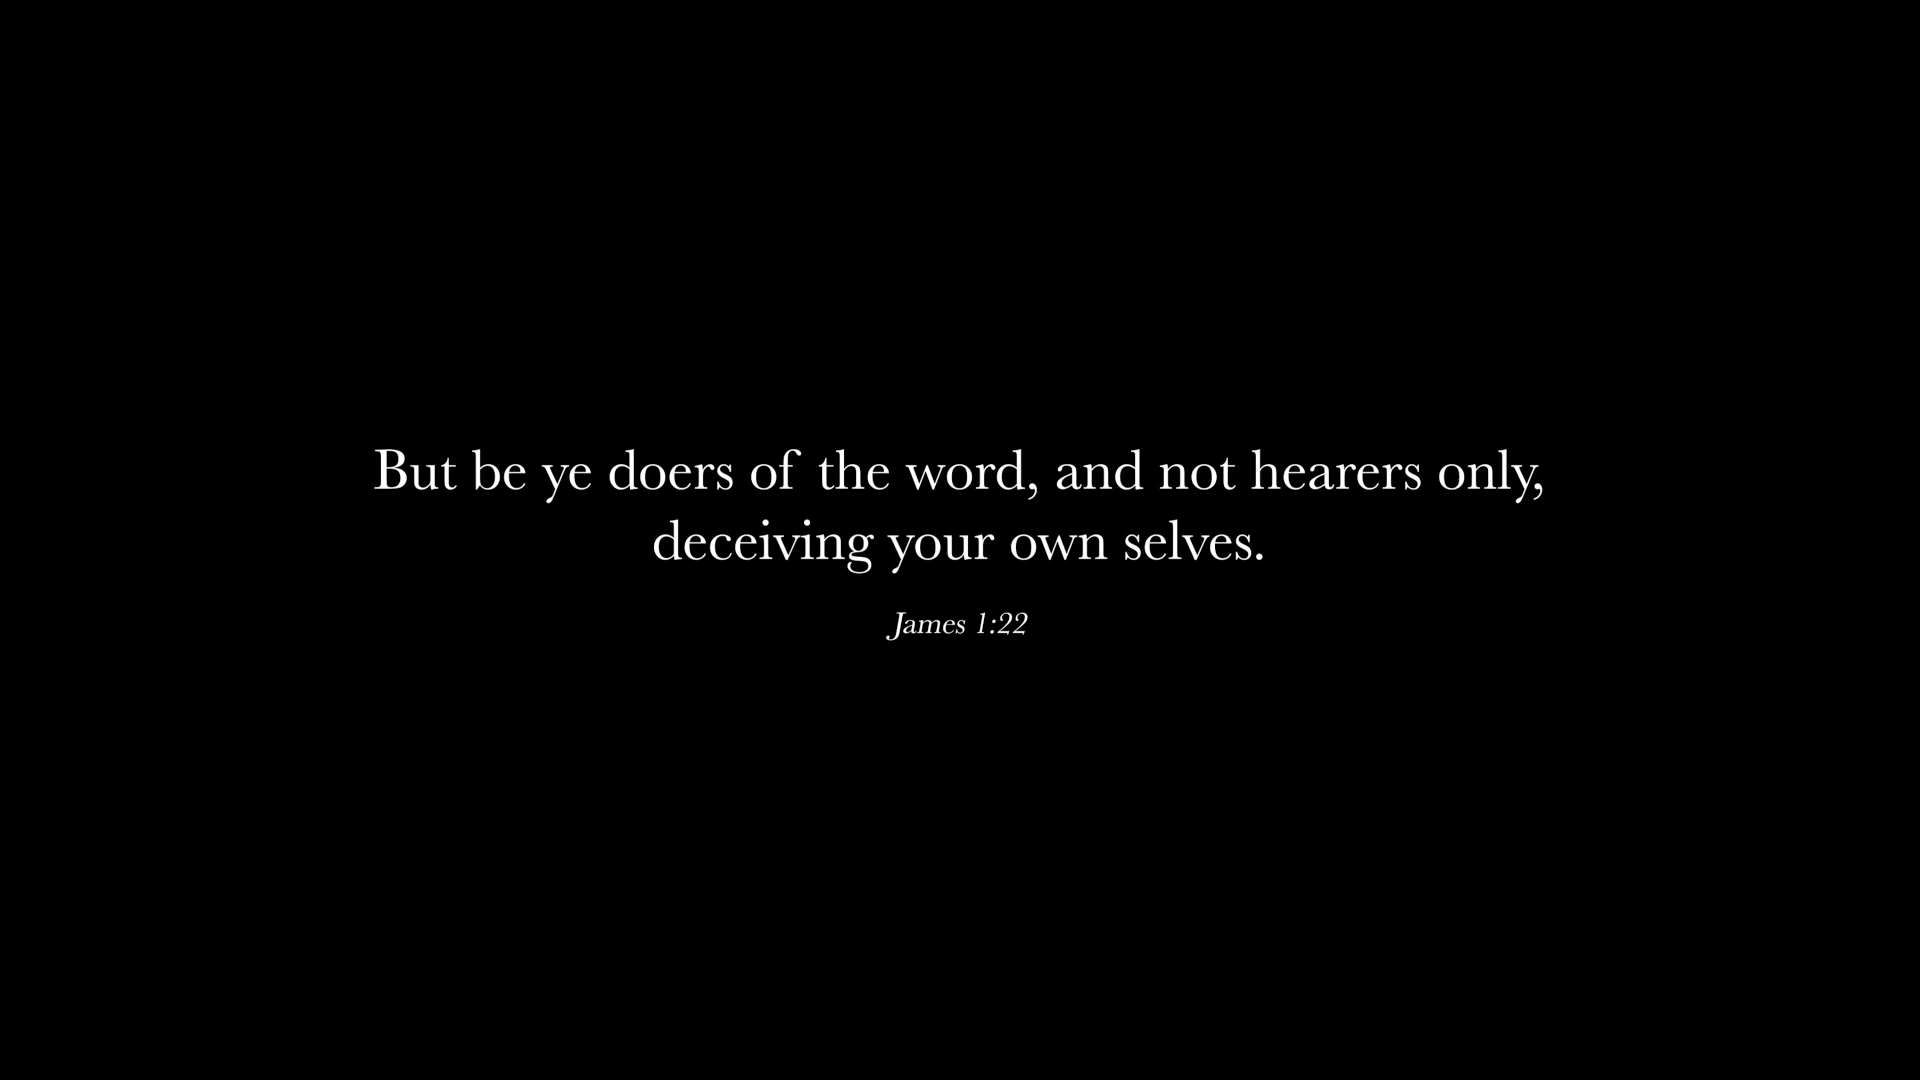 But be ye doers of the word, and not hearers only,
deceiving your own selves.
James 1:22